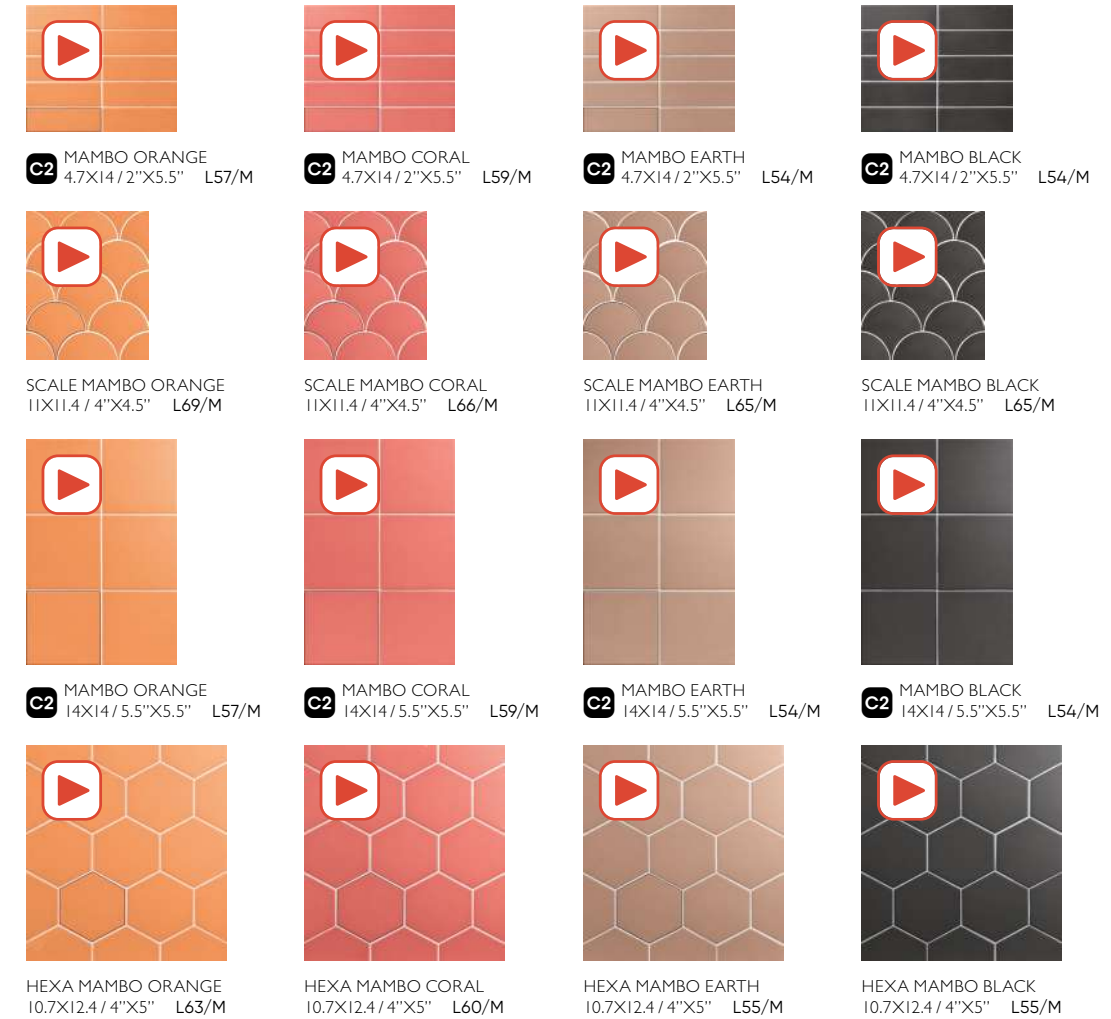 C2 MAMBO ORANGE
4.7X14 / 2”X5.5” L57/M
C2 MAMBO CORAL
4.7X14 / 2”X5.5” L59/M
C2 MAMBO EARTH
4.7X14 / 2”X5.5” L54/M
C2 MAMBO BLACK
4.7X14 / 2”X5.5” L54/M
SCALE MAMBO ORANGE
11X11.4 / 4”X4.5” L69/M
SCALE MAMBO CORAL
11X11.4 / 4”X4.5” L66/M
SCALE MAMBO EARTH
11X11.4 / 4”X4.5” L65/M
SCALE MAMBO BLACK
11X11.4 / 4”X4.5” L65/M
C2 MAMBO ORANGE
14X14 / 5.5”X5.5” L57/M
C2 MAMBO CORAL
14X14 / 5.5”X5.5” L59/M
C2 MAMBO EARTH
14X14 / 5.5”X5.5” L54/M
C2 MAMBO BLACK
14X14 / 5.5”X5.5” L54/M
HEXA MAMBO ORANGE
10.7X12.4 / 4”X5” L63/M
HEXA MAMBO CORAL
10.7X12.4 / 4”X5” L60/M
HEXA MAMBO EARTH
10.7X12.4 / 4”X5” L55/M
HEXA MAMBO BLACK
10.7X12.4 / 4”X5” L55/M